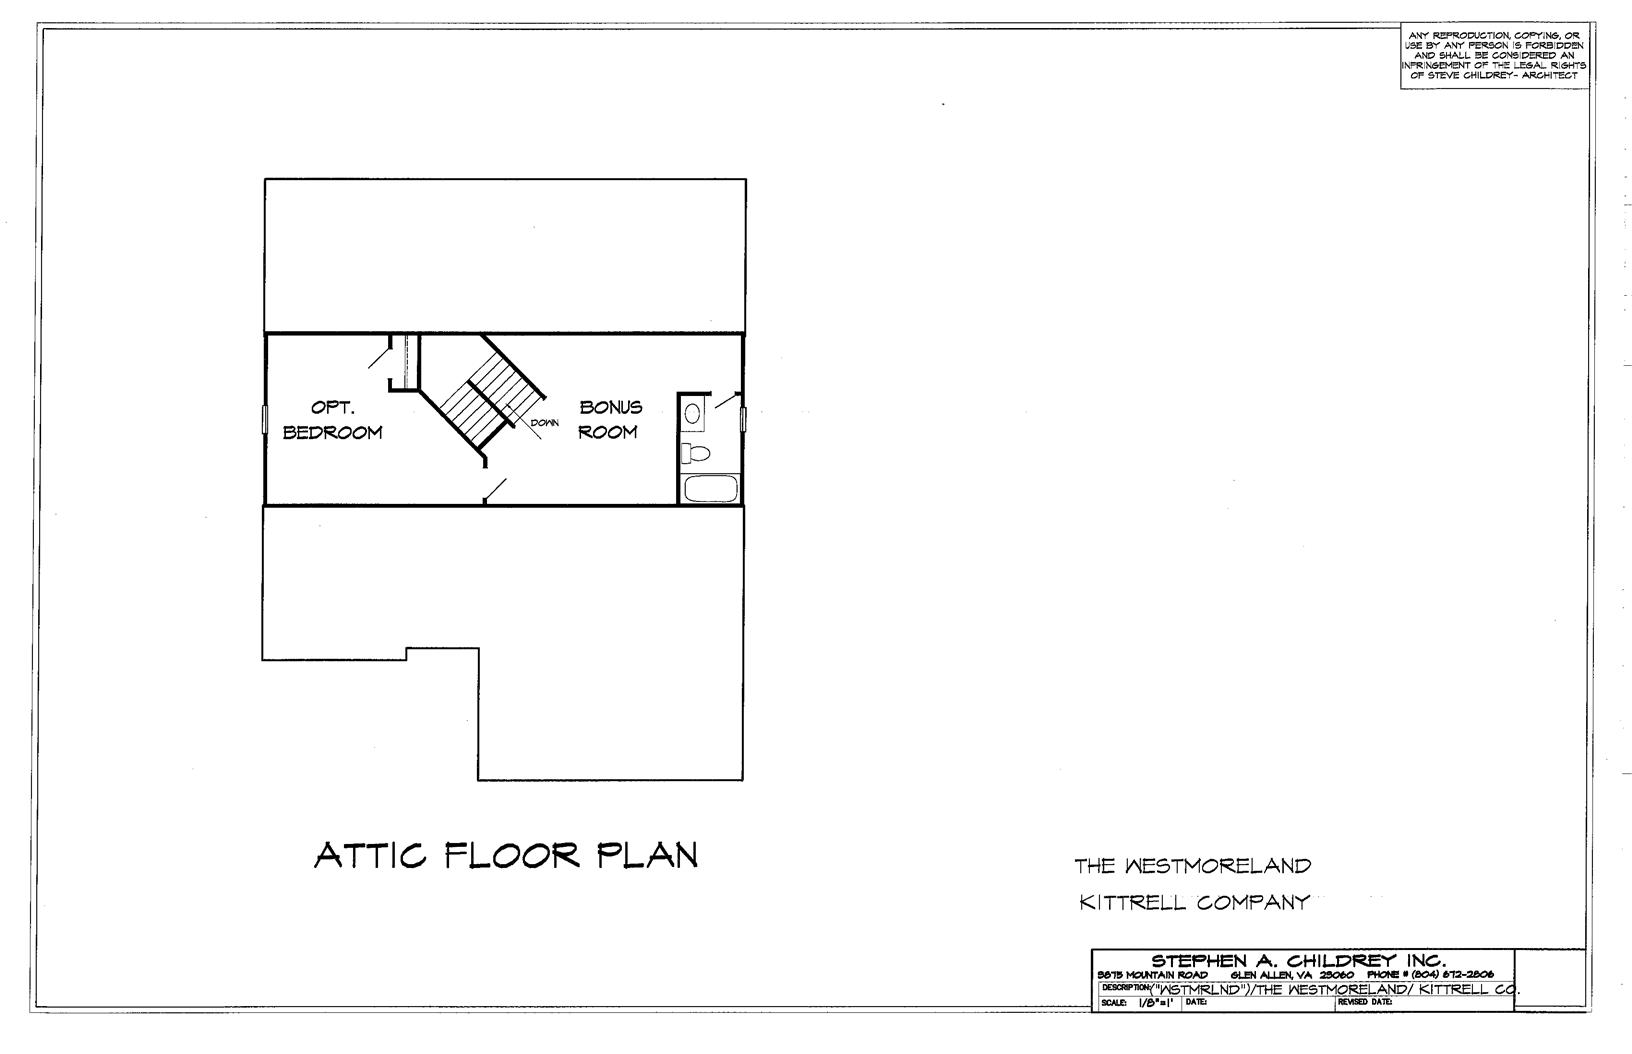 ANY REPRODUCTION, COPYING, OR
USE BY ANY PERSON IS FORBIDDEN
AND SHALL BE CONSIDERED AN
INFRINGEMENT OF THE LEGAL RIGHTS
OF STEVE CHILDREY- ARCHITECT
OPT.
BEDROOM
DOWN
BONUS
ROOM
ATTIC FLOOR PLAN
THE WESTMORELAND
KITTRELL COMPANY
STEPHEN A. CHILDREY INC.
MOUNTAIN ROAD GLEN ALLEN, VA 23060 PHONE # (804) 672-2806
DESCRIPTION: ("WSTMRLND")/THE WESTMORELAND/ KITTRELL CO.
SCALE: 1/8"=1' DATE: REVISED DATE: